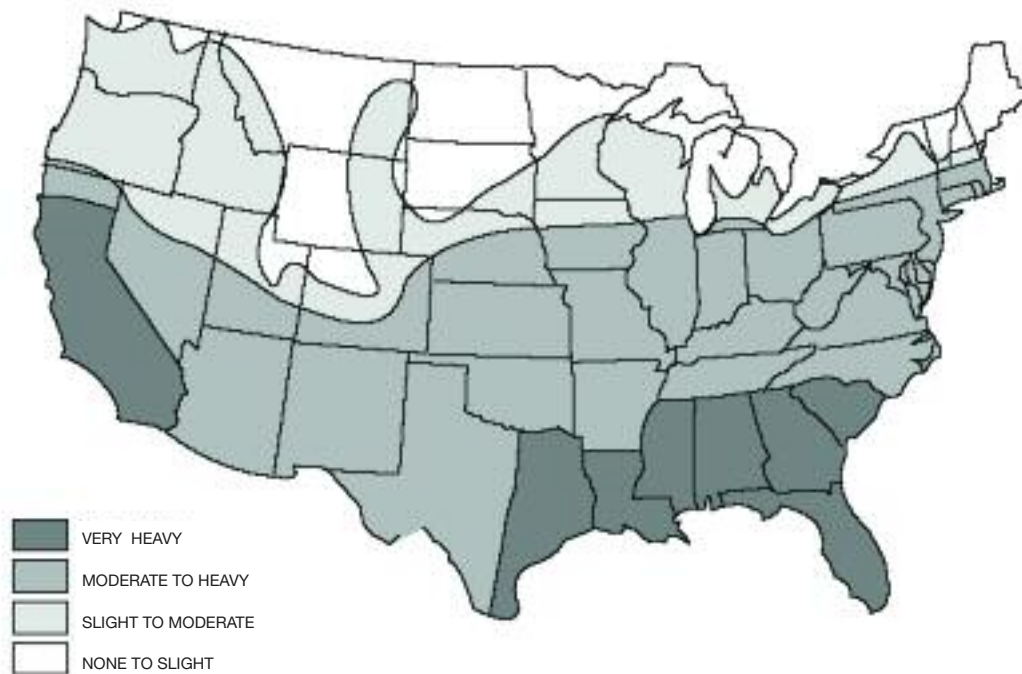 VERY HEAVY
MODERATE TO HEAVY
SLIGHT TO MODERATE
NONE TO SLIGHT